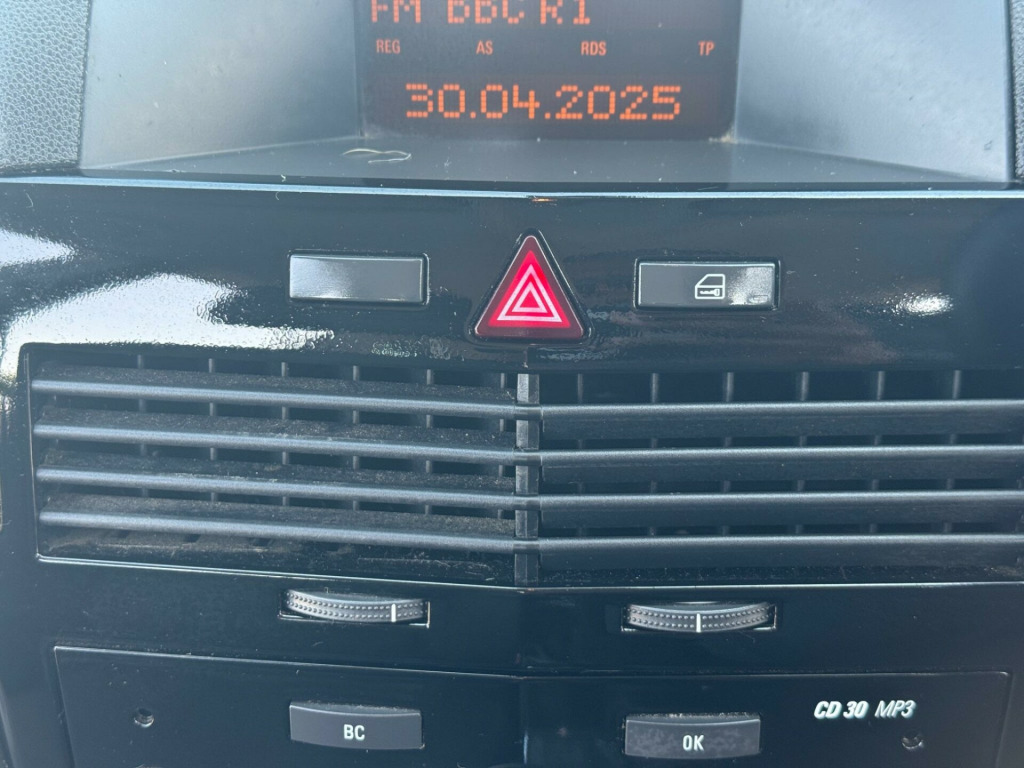 FM BBC R1
REG AS RDS TP
30.04.2025
CD 30 MP3
BC
OK